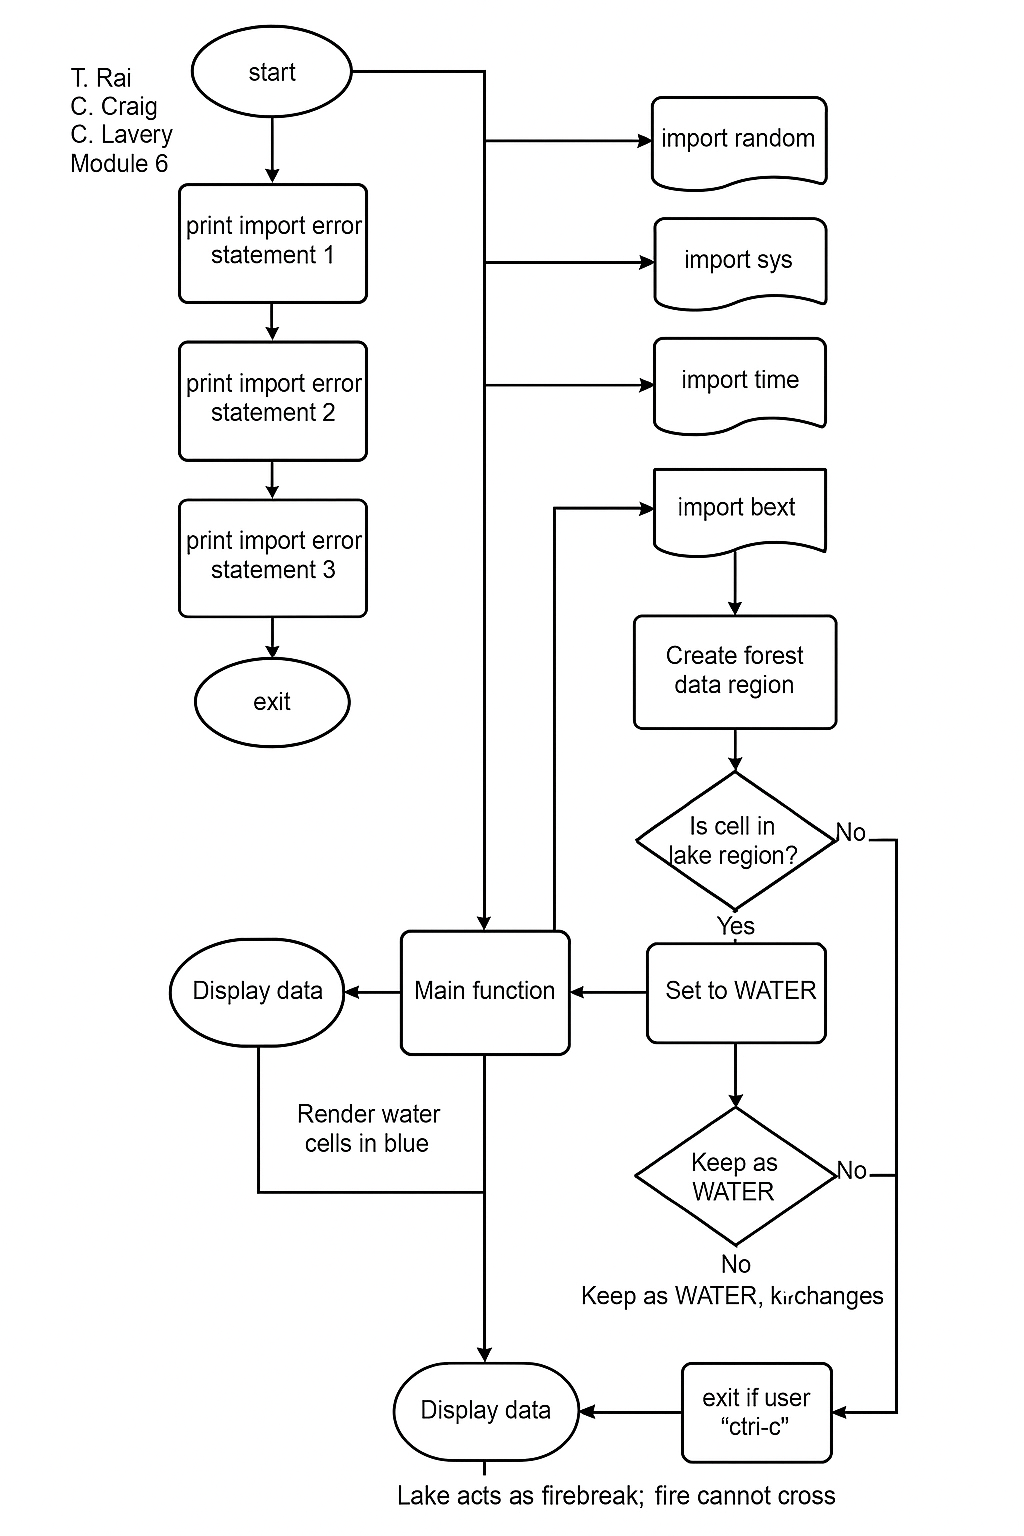 start
T. Rai
C. Craig
C. Lavery
Module 6
import random
print import error
statement 1
import sys
import time
print import error
statement 2
import bext
print import error
statement 3
Create forest
data region
exit
Is cell in
lake region?
No
Yes
Display data
Main function
Set to WATER
Render water
cells in blue
Keep as
WATER
No
No
Keep as WATER,
exit if user
“ctri-c”
Display data
Lake acts as firebreak; fire cannot cross